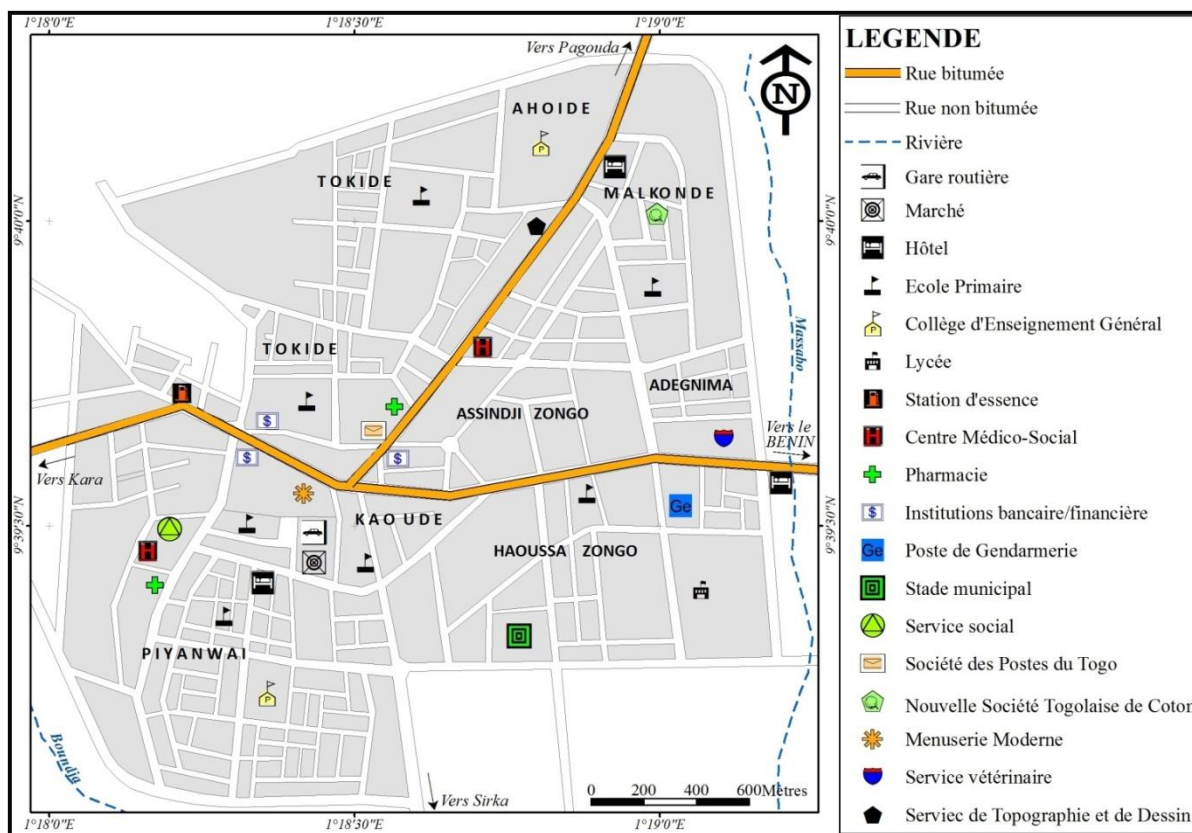 1°18'0"E
1°18'30"E
1°19'0"E
Vers Pagouda
N
AHOIDE
TOKIDE
MALKONDE
9°40'0"N
9°40'0"N
Massabo
TOKIDE
ADEGNIMA
ASSINDJI ZONGO
Vers le
BENIN
Vers Kara
Ge
KAOUDE
9°39'30"N
9°39'30"N
HAOUSSA ZONGO
PIYANWAI
Boundja
0 200 400 600Mètres
Vers Sirka
1°18'0"E
1°18'30"E
1°19'0"E
LEGENDE
Rue bitumée
Rue non bitumée
Rivière
Gare routière
Marché
Hôtel
Ecole Primaire
P Collège d'Enseignement Général
Lycée
Station d'essence
H Centre Médico-Social
Pharmacie
$ Institutions bancaire/financière
Ge Poste de Gendarmerie
Stade municipal
Service social
Société des Postes du Togo
Nouvelle Société Togolaise de Coton
Menuserie Moderne
Service vétérinaire
Serviec de Topographie et de Dessin